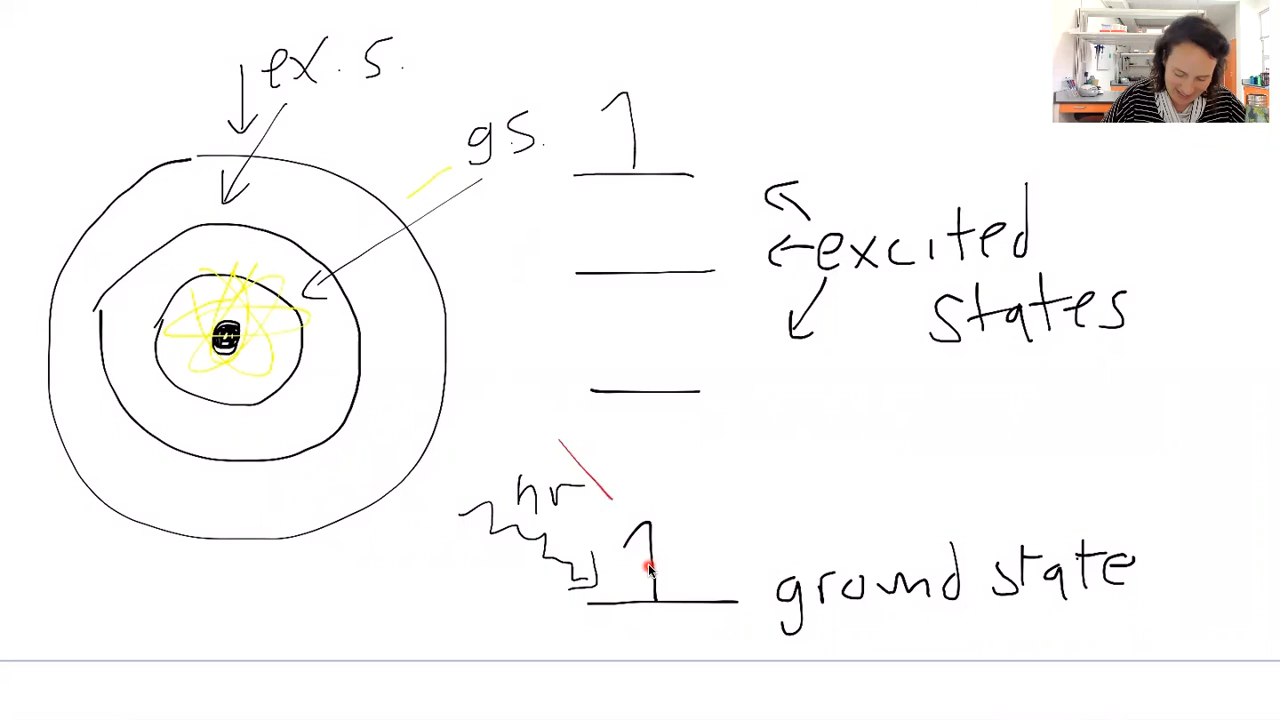 ex. s.
g.s.
excited
states
hν
ground state